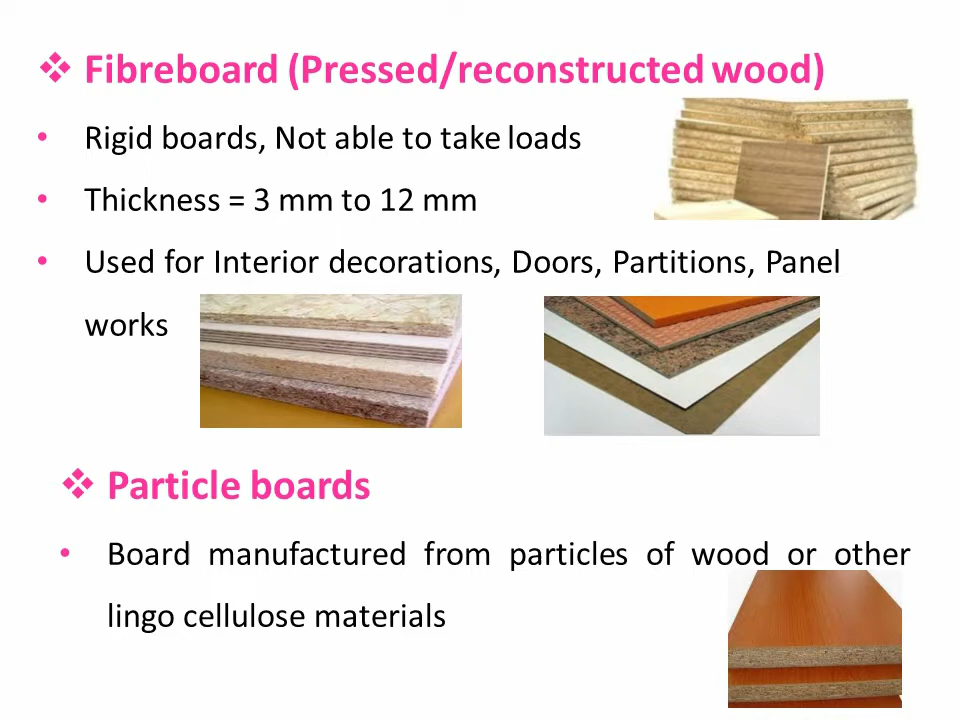 ❖ Fibreboard (Pressed/reconstructed wood)
• Rigid boards, Not able to take loads
• Thickness = 3 mm to 12 mm
• Used for Interior decorations, Doors, Partitions, Panel
works
❖ Particle boards
• Board manufactured from particles of wood or other
lingo cellulose materials